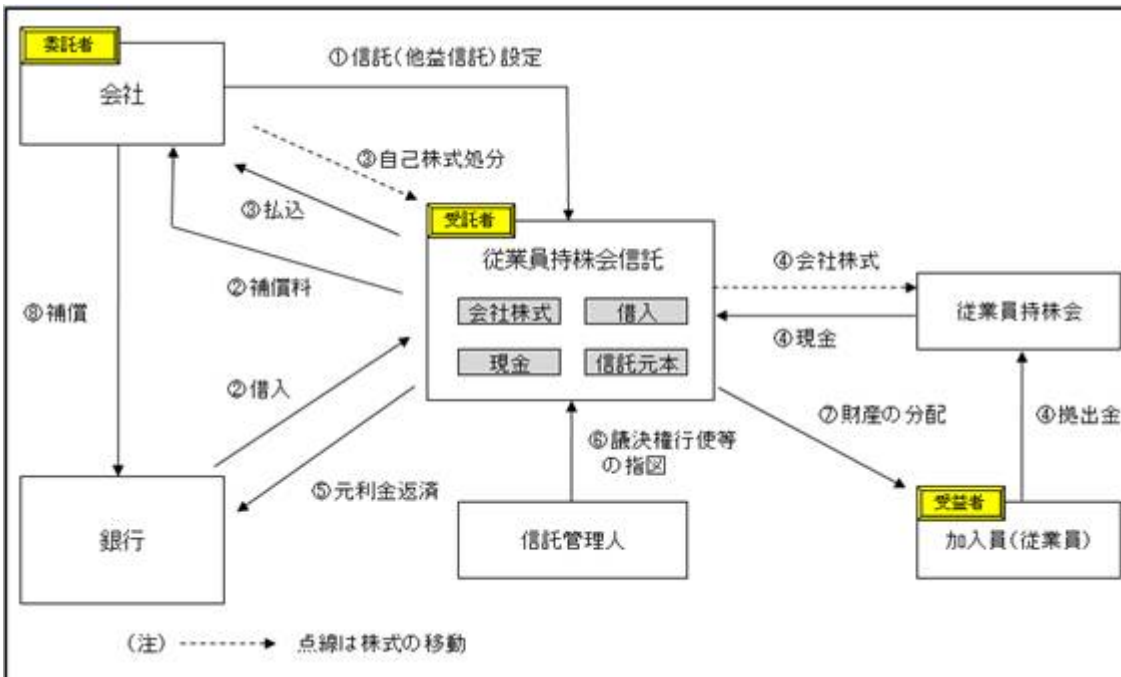 委託者
会社
①信託(他益信託)設定
③自己株式処分
③払込
受託者
従業員持株会信託
②補償料
会社株式
借入
現金
信託元本
④会社株式
従業員持株会
④現金
⑧補償
②借入
⑦財産の分配
④拠出金
⑥議決権行使等
の指図
⑤元利金返済
銀行
信託管理人
受益者
加入員(従業員)
(注)
点線は株式の移動